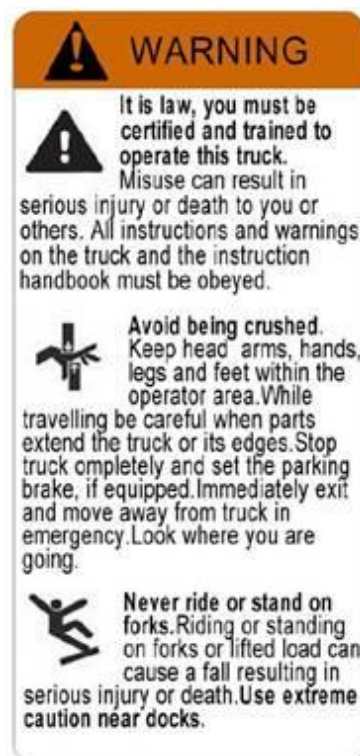 WARNING
It is law, you must be
certified and trained to
operate this truck.
Misuse can result in
serious injury or death to you or
others. All instructions and warnings
on the truck and the instruction
handbook must be obeyed.
Avoid being crushed.
Keep head arms, hands,
legs and feet within the
operator area.While
travelling be careful when parts
extend the truck or its edges.Stop
truck ompletely and set the parking
brake, if equipped.Immediately exit
and move away from truck in
emergency.Look where you are
going.
Never ride or stand on
forks.Riding or standing
on forks or lifted load can
cause a fall resulting in
serious injury or death.Use extreme
caution near docks.